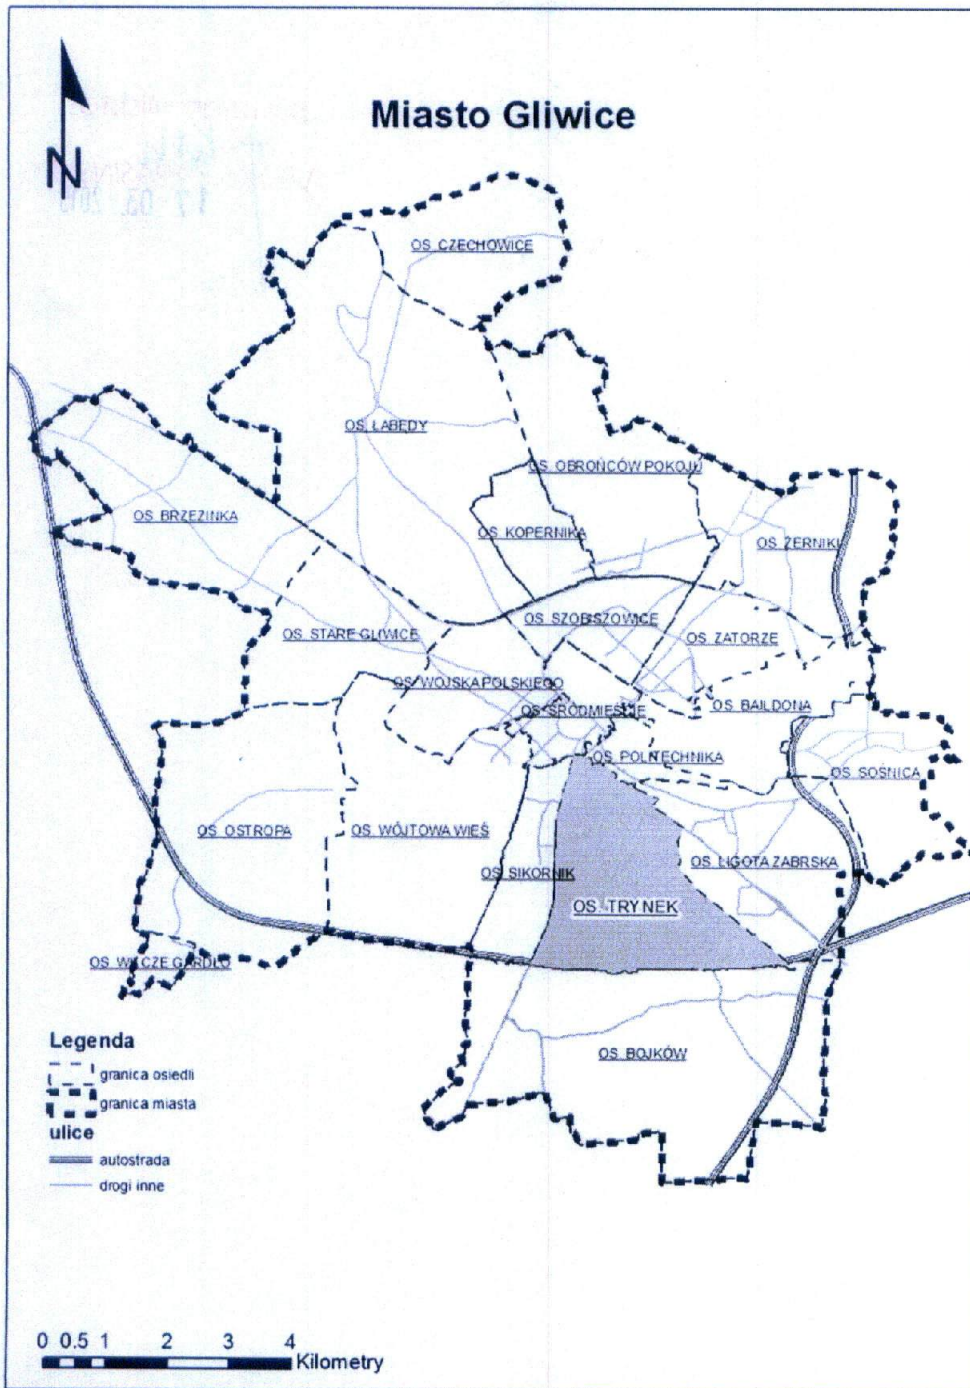 Miasto Gliwice
N
17. 03. 201
OS. CZECHOWICE
OS. ŁABĘDY
OS. OBROŃCÓW POKOJU
OS. BRZEZINKA
OS. KOPERNIKA
OS. ŻERNIKI
OS. SZOBISZOWICE
OS. STARE GLIWICE
OS. ZATORZE
OS. WOJSKA POLSKIEGO
OS. ŚRÓDMIEŚCIE
OS. BAILDONA
OS. POLITECHNIKA
OS. SOŚNICA
OS. OSTROPA
OS. WÓJTOWA WIEŚ
OS. LIGOTA ZABRSKA
OS. SIKORNIK
OS. TRYNEK
OS. WILCZE GARDŁO
OS. BOJKÓW
Legenda
granica osiedli
granica miasta
ulice
autostrada
drogi inne
0 0.5 1 2 3 4
Kilometry